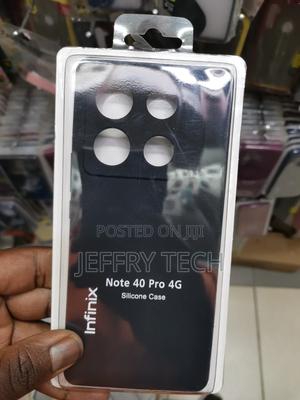 POSTED ON JIJI
JEFFRY TECH
Note 40 Pro 4G
Silicone Case
Infinix